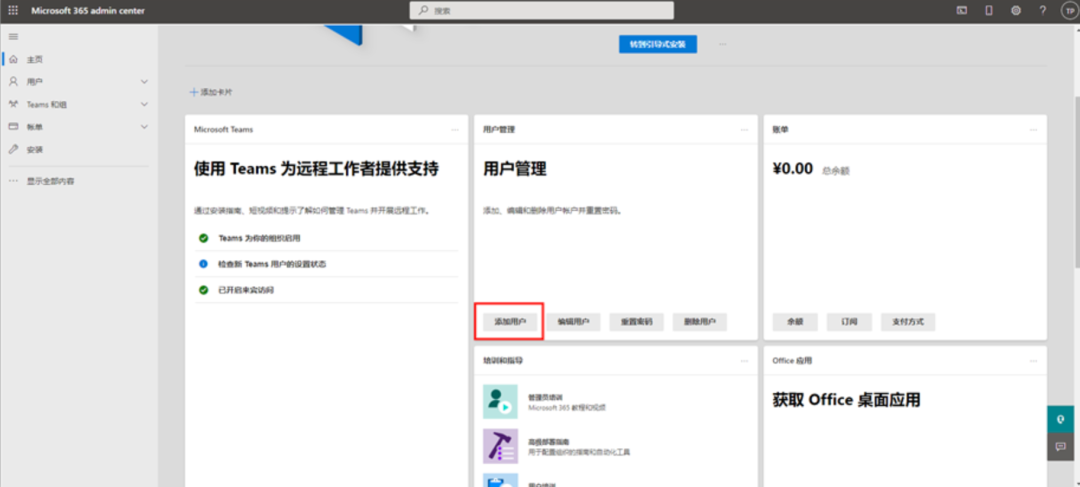 Microsoft 365 admin center
搜索
TP
转到引导式安装
主页
用户
Teams 和组
账单
安装
显示全部内容
添加卡片
Microsoft Teams
使用 Teams 为远程工作者提供支持
通过安装指南、短视频和提示了解如何管理 Teams 并开展远程工作。
Teams 为你的组织启用
检查新 Teams 用户的设置状态
已开启来宾访问
用户管理
用户管理
添加、编辑和删除用户帐户并重置密码。
添加用户
编辑用户
重置密码
删除用户
账单
¥0.00 总余额
余额
订阅
支付方式
培训和指导
管理员培训
Microsoft 365 教程和视频
高级部署指南
用于配置组织的指南和自动化工具
用户培训
Office 应用
获取 Office 桌面应用